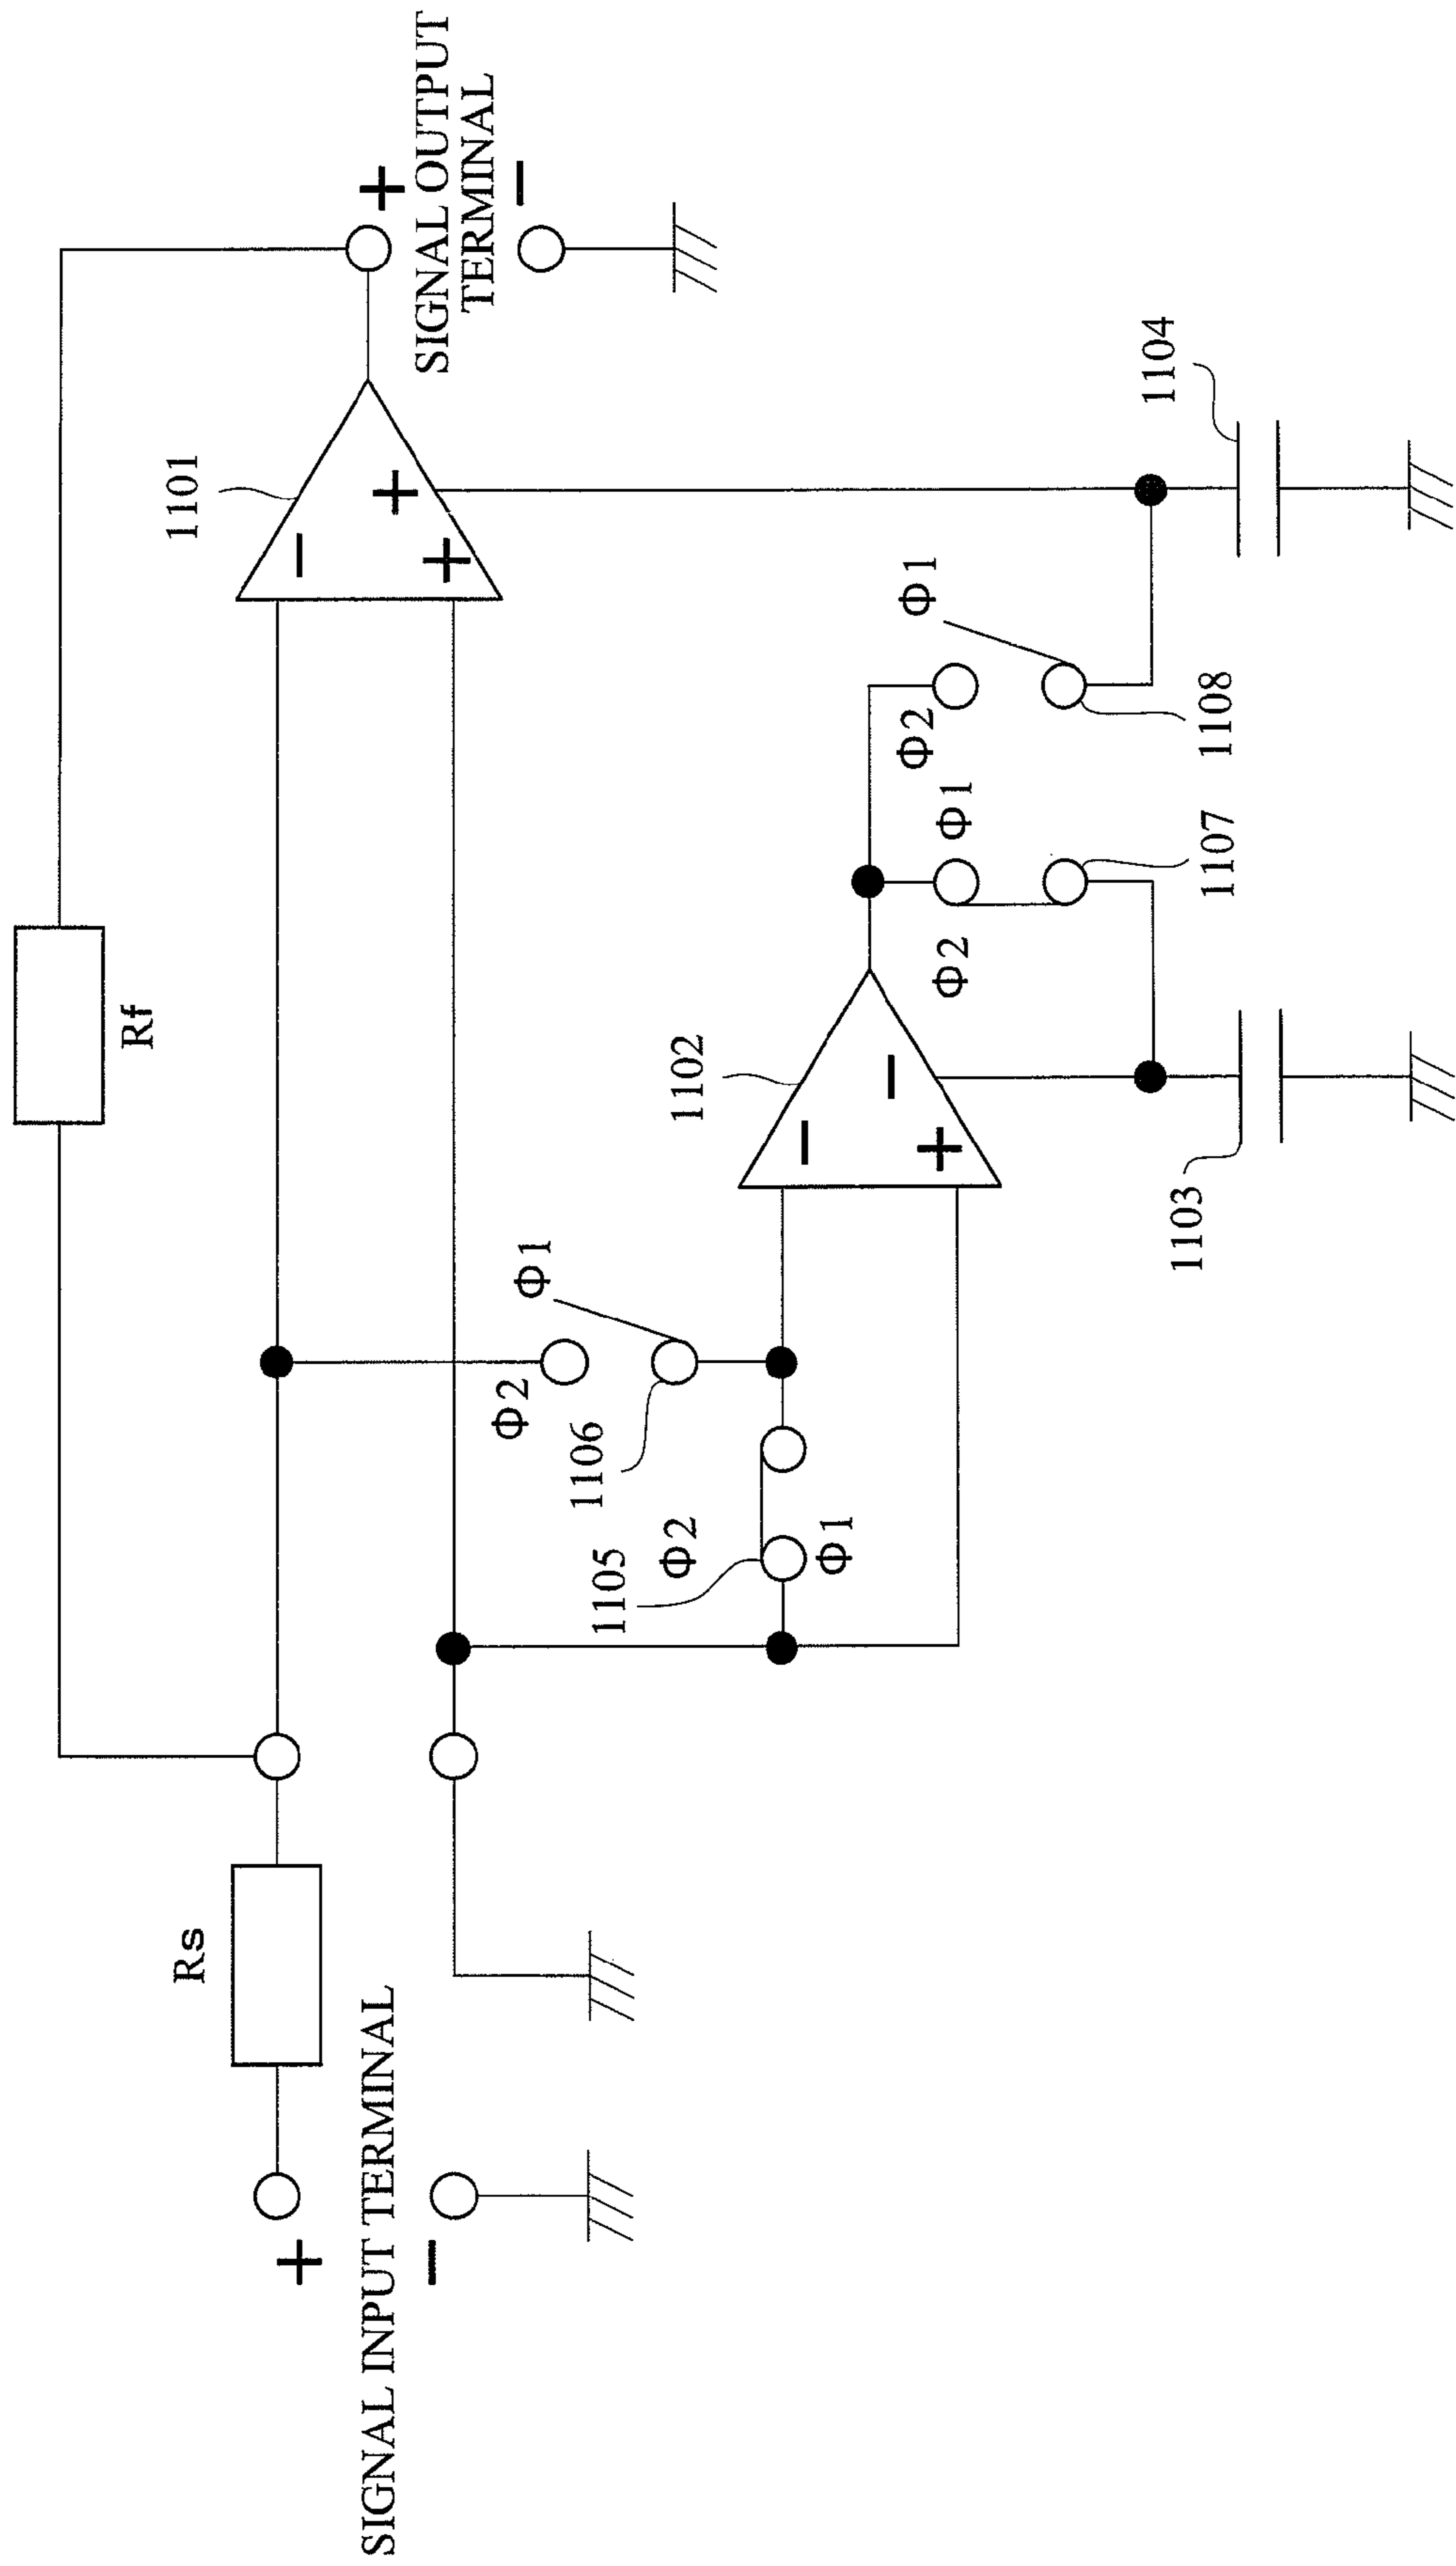 Rf
Rs
+
SIGNAL INPUT TERMINAL
−
1101
−
+
+
+
SIGNAL OUTPUT
TERMINAL
−
Φ2
Φ1
1106
1105
Φ2
Φ1
1102
−
+
−
Φ2
Φ1
Φ2
Φ1
1107
1108
1103
1104